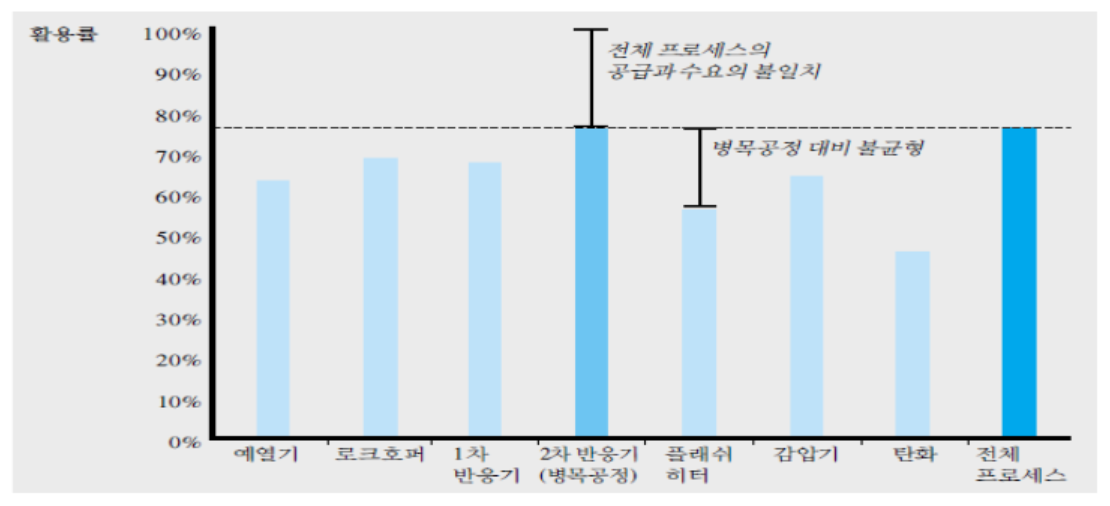 활용률
100%
90%
80%
70%
60%
50%
40%
30%
20%
10%
0%
전체 프로세스의
공급과 수요의 불일치
병목공정 대비 불균형
예열기
로크호퍼
1차
반응기
2차 반응기
(병목공정)
플래쉬
히터
감압기
탄화
전체
프로세스